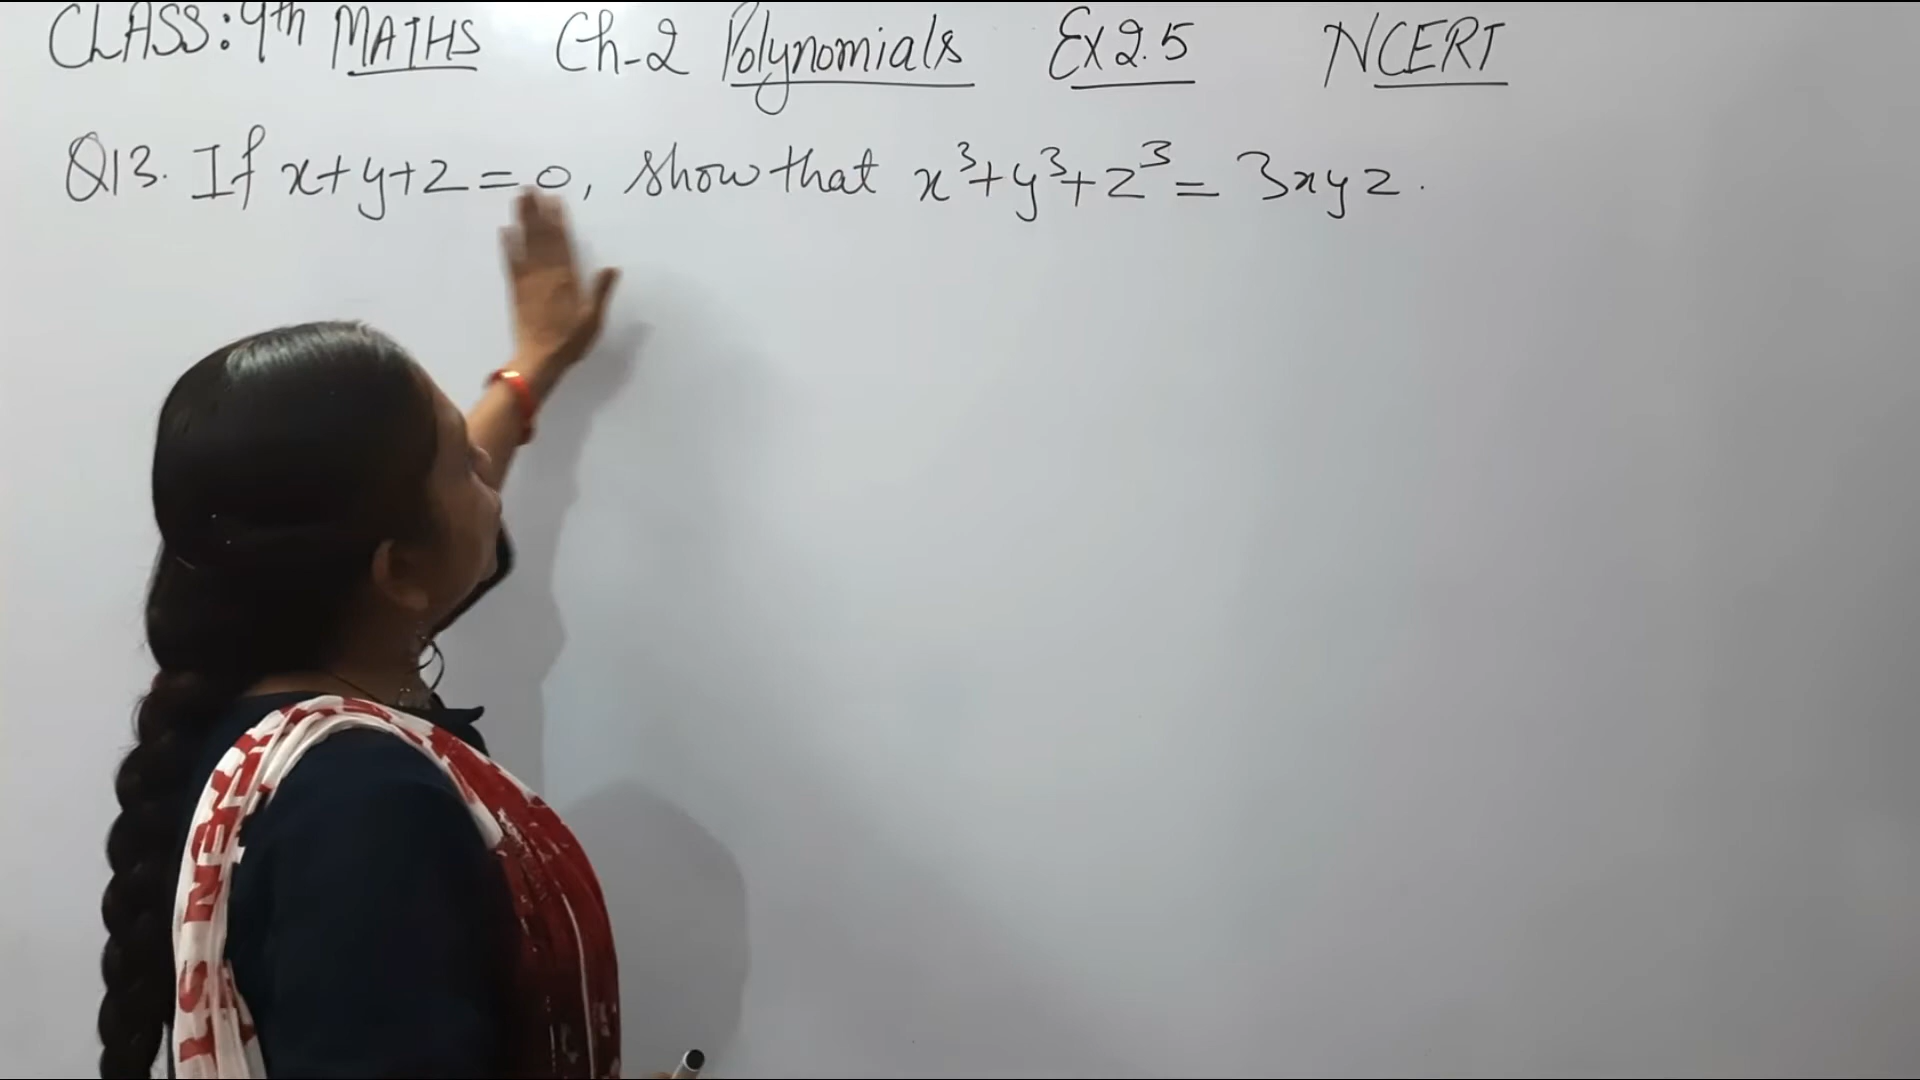 CLASS: 9th MATHS Ch-2 Polynomials Ex 2.5 NCERT
Q13. If x+y+z=0, show that x³+y³+z³=3xyz.